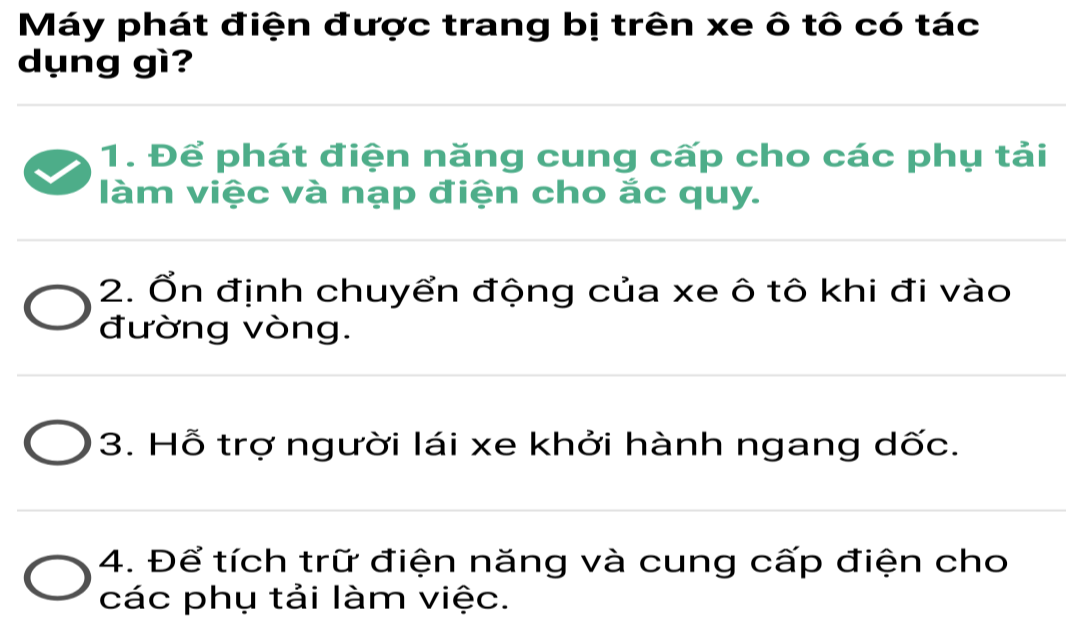 Máy phát điện được trang bị trên xe ô tô có tác
dụng gì?
1. Để phát điện năng cung cấp cho các phụ tải
làm việc và nạp điện cho ắc quy.
2. Ổn định chuyển động của xe ô tô khi đi vào
đường vòng.
3. Hỗ trợ người lái xe khởi hành ngang dốc.
4. Để tích trữ điện năng và cung cấp điện cho
các phụ tải làm việc.